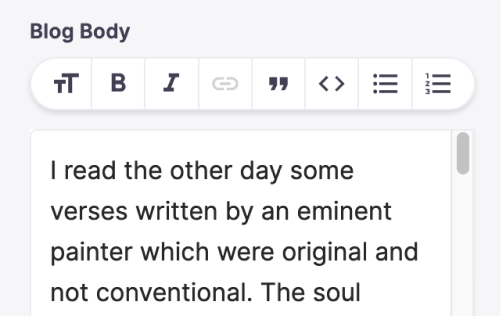 Blog Body
TT B I ❞ <>
I read the other day some
verses written by an eminent
painter which were original and
not conventional. The soul